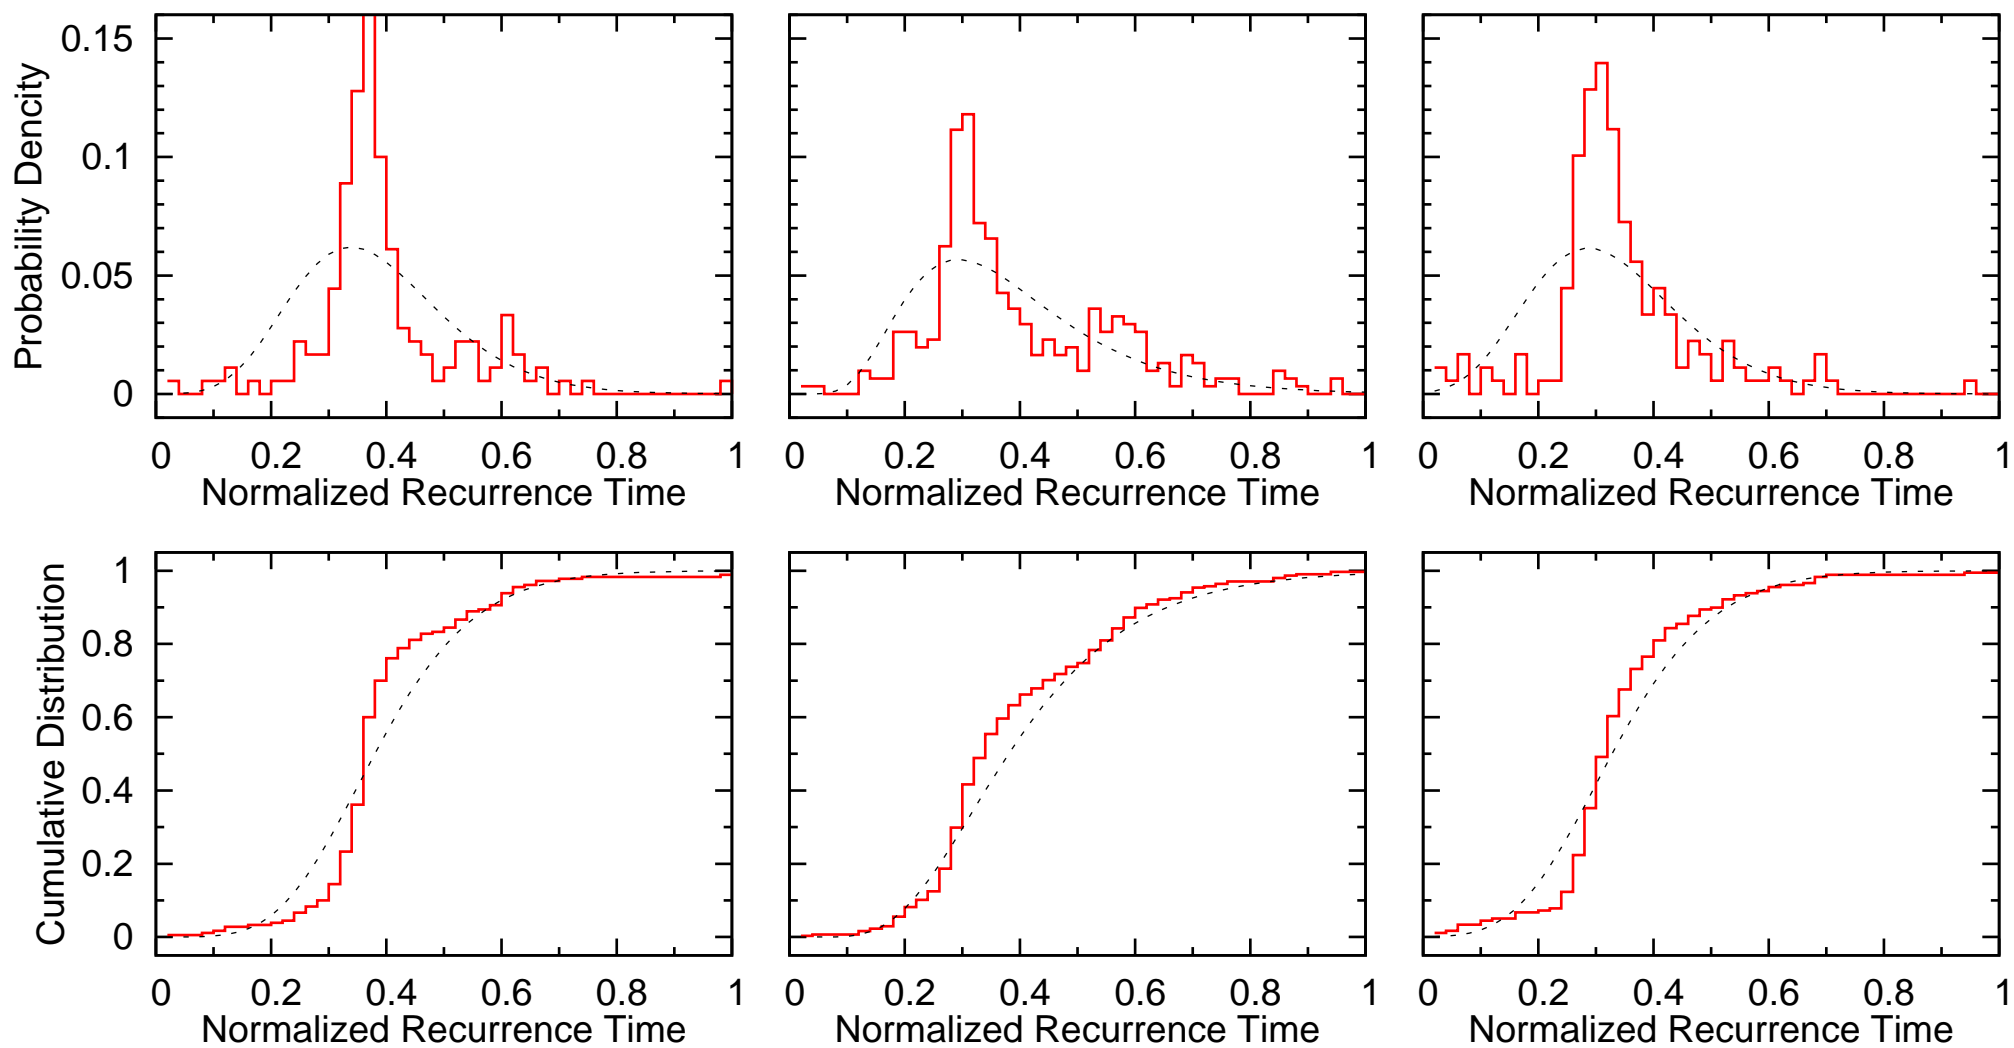 Probability Dencity
0.15
0.1
0.05
0
0 0.2 0.4 0.6 0.8 1
Normalized Recurrence Time
0 0.2 0.4 0.6 0.8 1
Normalized Recurrence Time
0 0.2 0.4 0.6 0.8 1
Normalized Recurrence Time
Cumulative Distribution
1
0.8
0.6
0.4
0.2
0
0 0.2 0.4 0.6 0.8 1
Normalized Recurrence Time
0 0.2 0.4 0.6 0.8 1
Normalized Recurrence Time
0 0.2 0.4 0.6 0.8 1
Normalized Recurrence Time